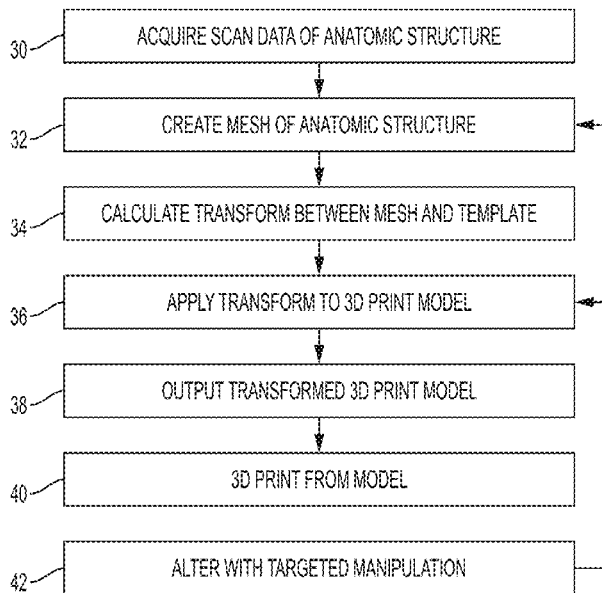 30 ACQUIRE SCAN DATA OF ANATOMIC STRUCTURE
32 CREATE MESH OF ANATOMIC STRUCTURE
34 CALCULATE TRANSFORM BETWEEN MESH AND TEMPLATE
36 APPLY TRANSFORM TO 3D PRINT MODEL
38 OUTPUT TRANSFORMED 3D PRINT MODEL
40 3D PRINT FROM MODEL
42 ALTER WITH TARGETED MANIPULATION